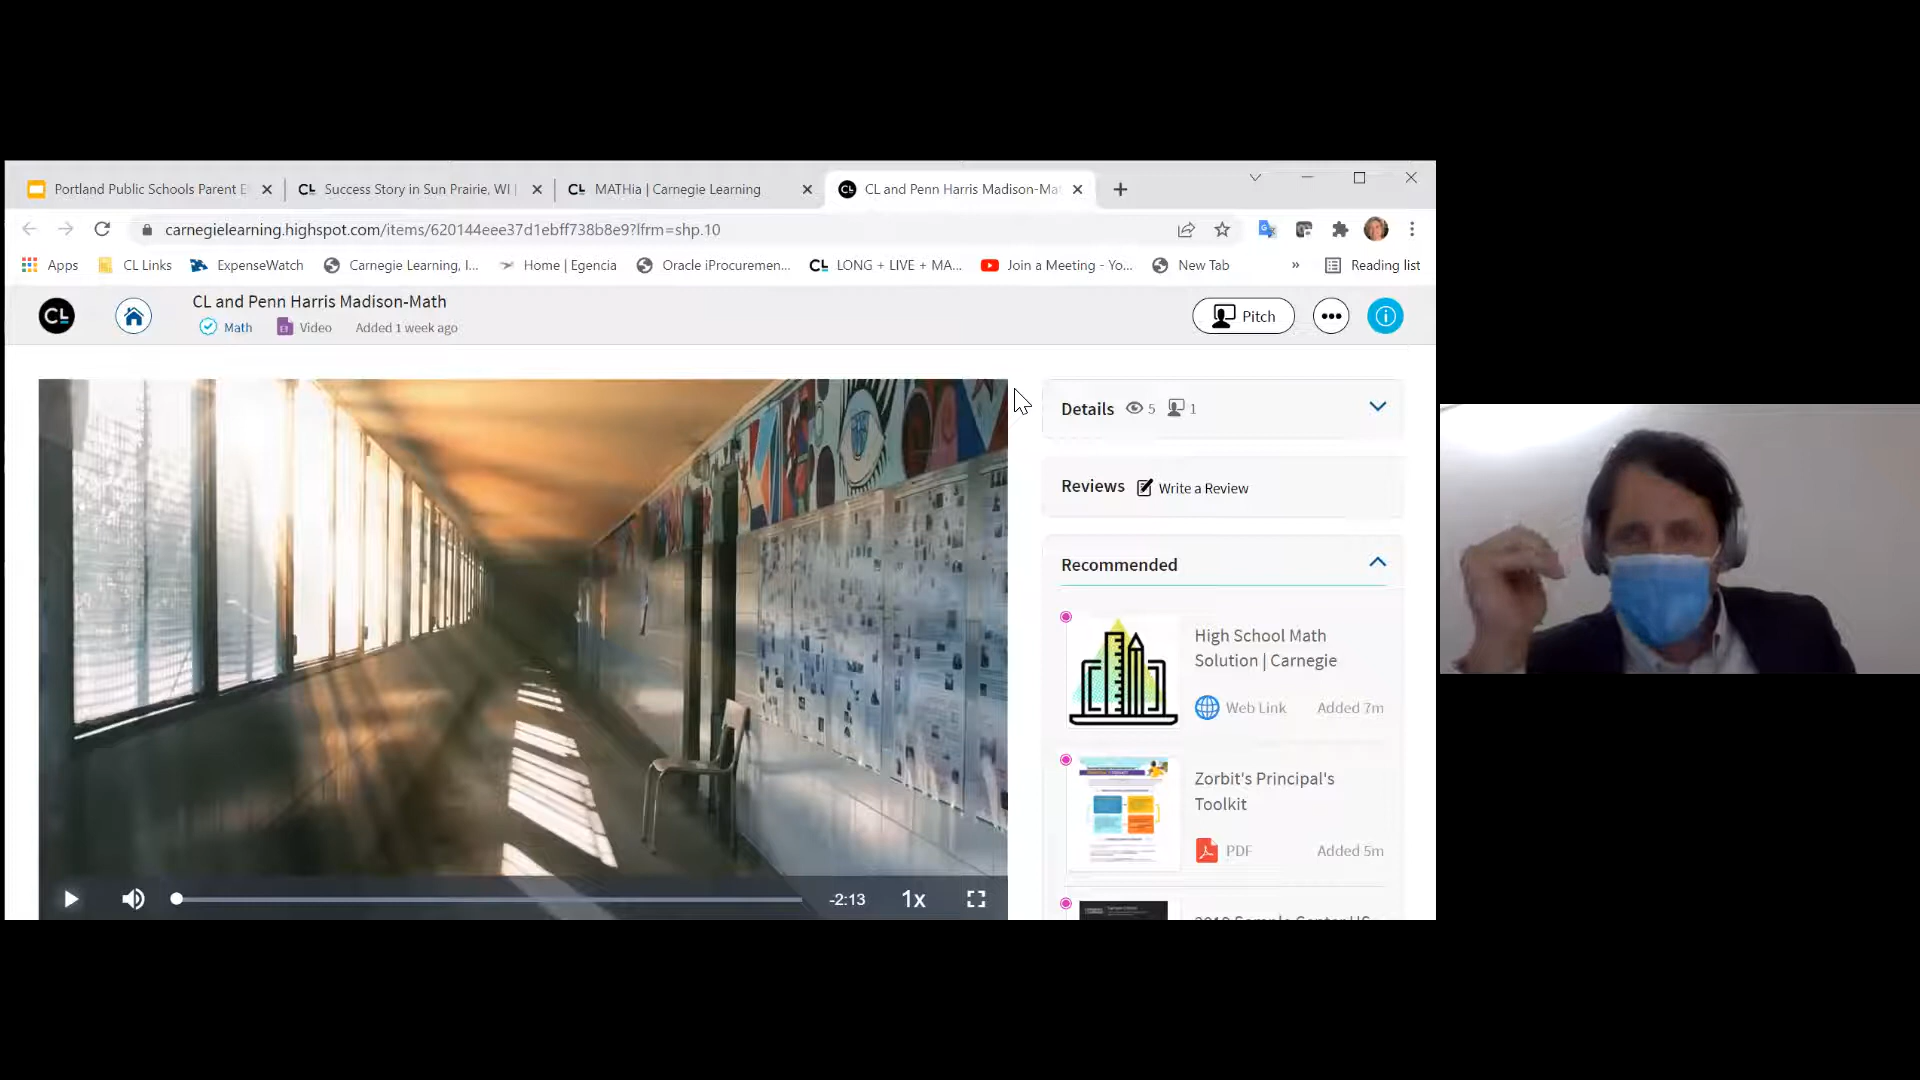 Portland Public Schools Parent E
CL Success Story in Sun Prairie, WI |
CL MATHia | Carnegie Learning
CL CL and Penn Harris Madison-Ma
carnegielearning.highspot.com/items/620144eee37d1ebff738b8e9?lfrm=shp.10
Apps CL Links ExpenseWatch Carnegie Learning, I... Home | Egencia Oracle iProcuremen... CL LONG + LIVE + MA... Join a Meeting - Yo... New Tab » Reading list
CL
CL and Penn Harris Madison-Math
Math Video Added 1 week ago
Pitch
Details 5 1
Reviews Write a Review
Recommended
High School Math
Solution | Carnegie
Web Link Added 7m
Zorbit's Principal's
Toolkit
PDF Added 5m
-2:13 1x